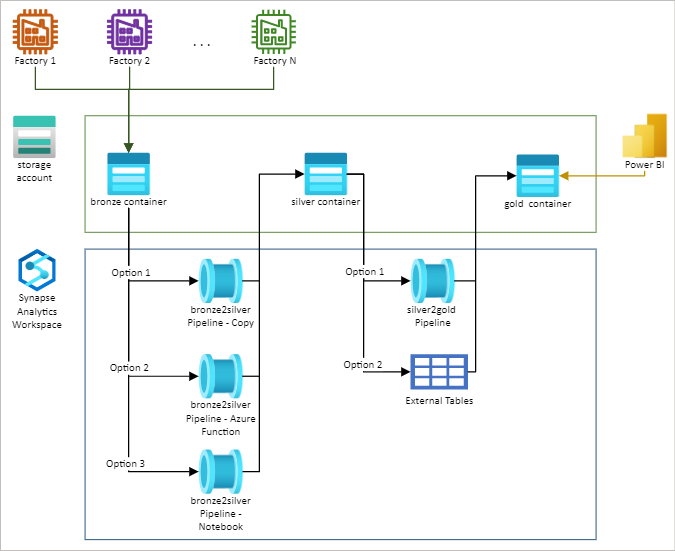 Factory 1
Factory 2
...
Factory N
storage
account
Power BI
bronze container
silver container
gold container
Synapse
Analytics
Workspace
Option 1
bronze2silver
Pipeline - Copy
Option 2
bronze2silver
Pipeline - Azure
Function
Option 3
bronze2silver
Pipeline -
Notebook
Option 1
silver2gold
Pipeline
Option 2
External Tables